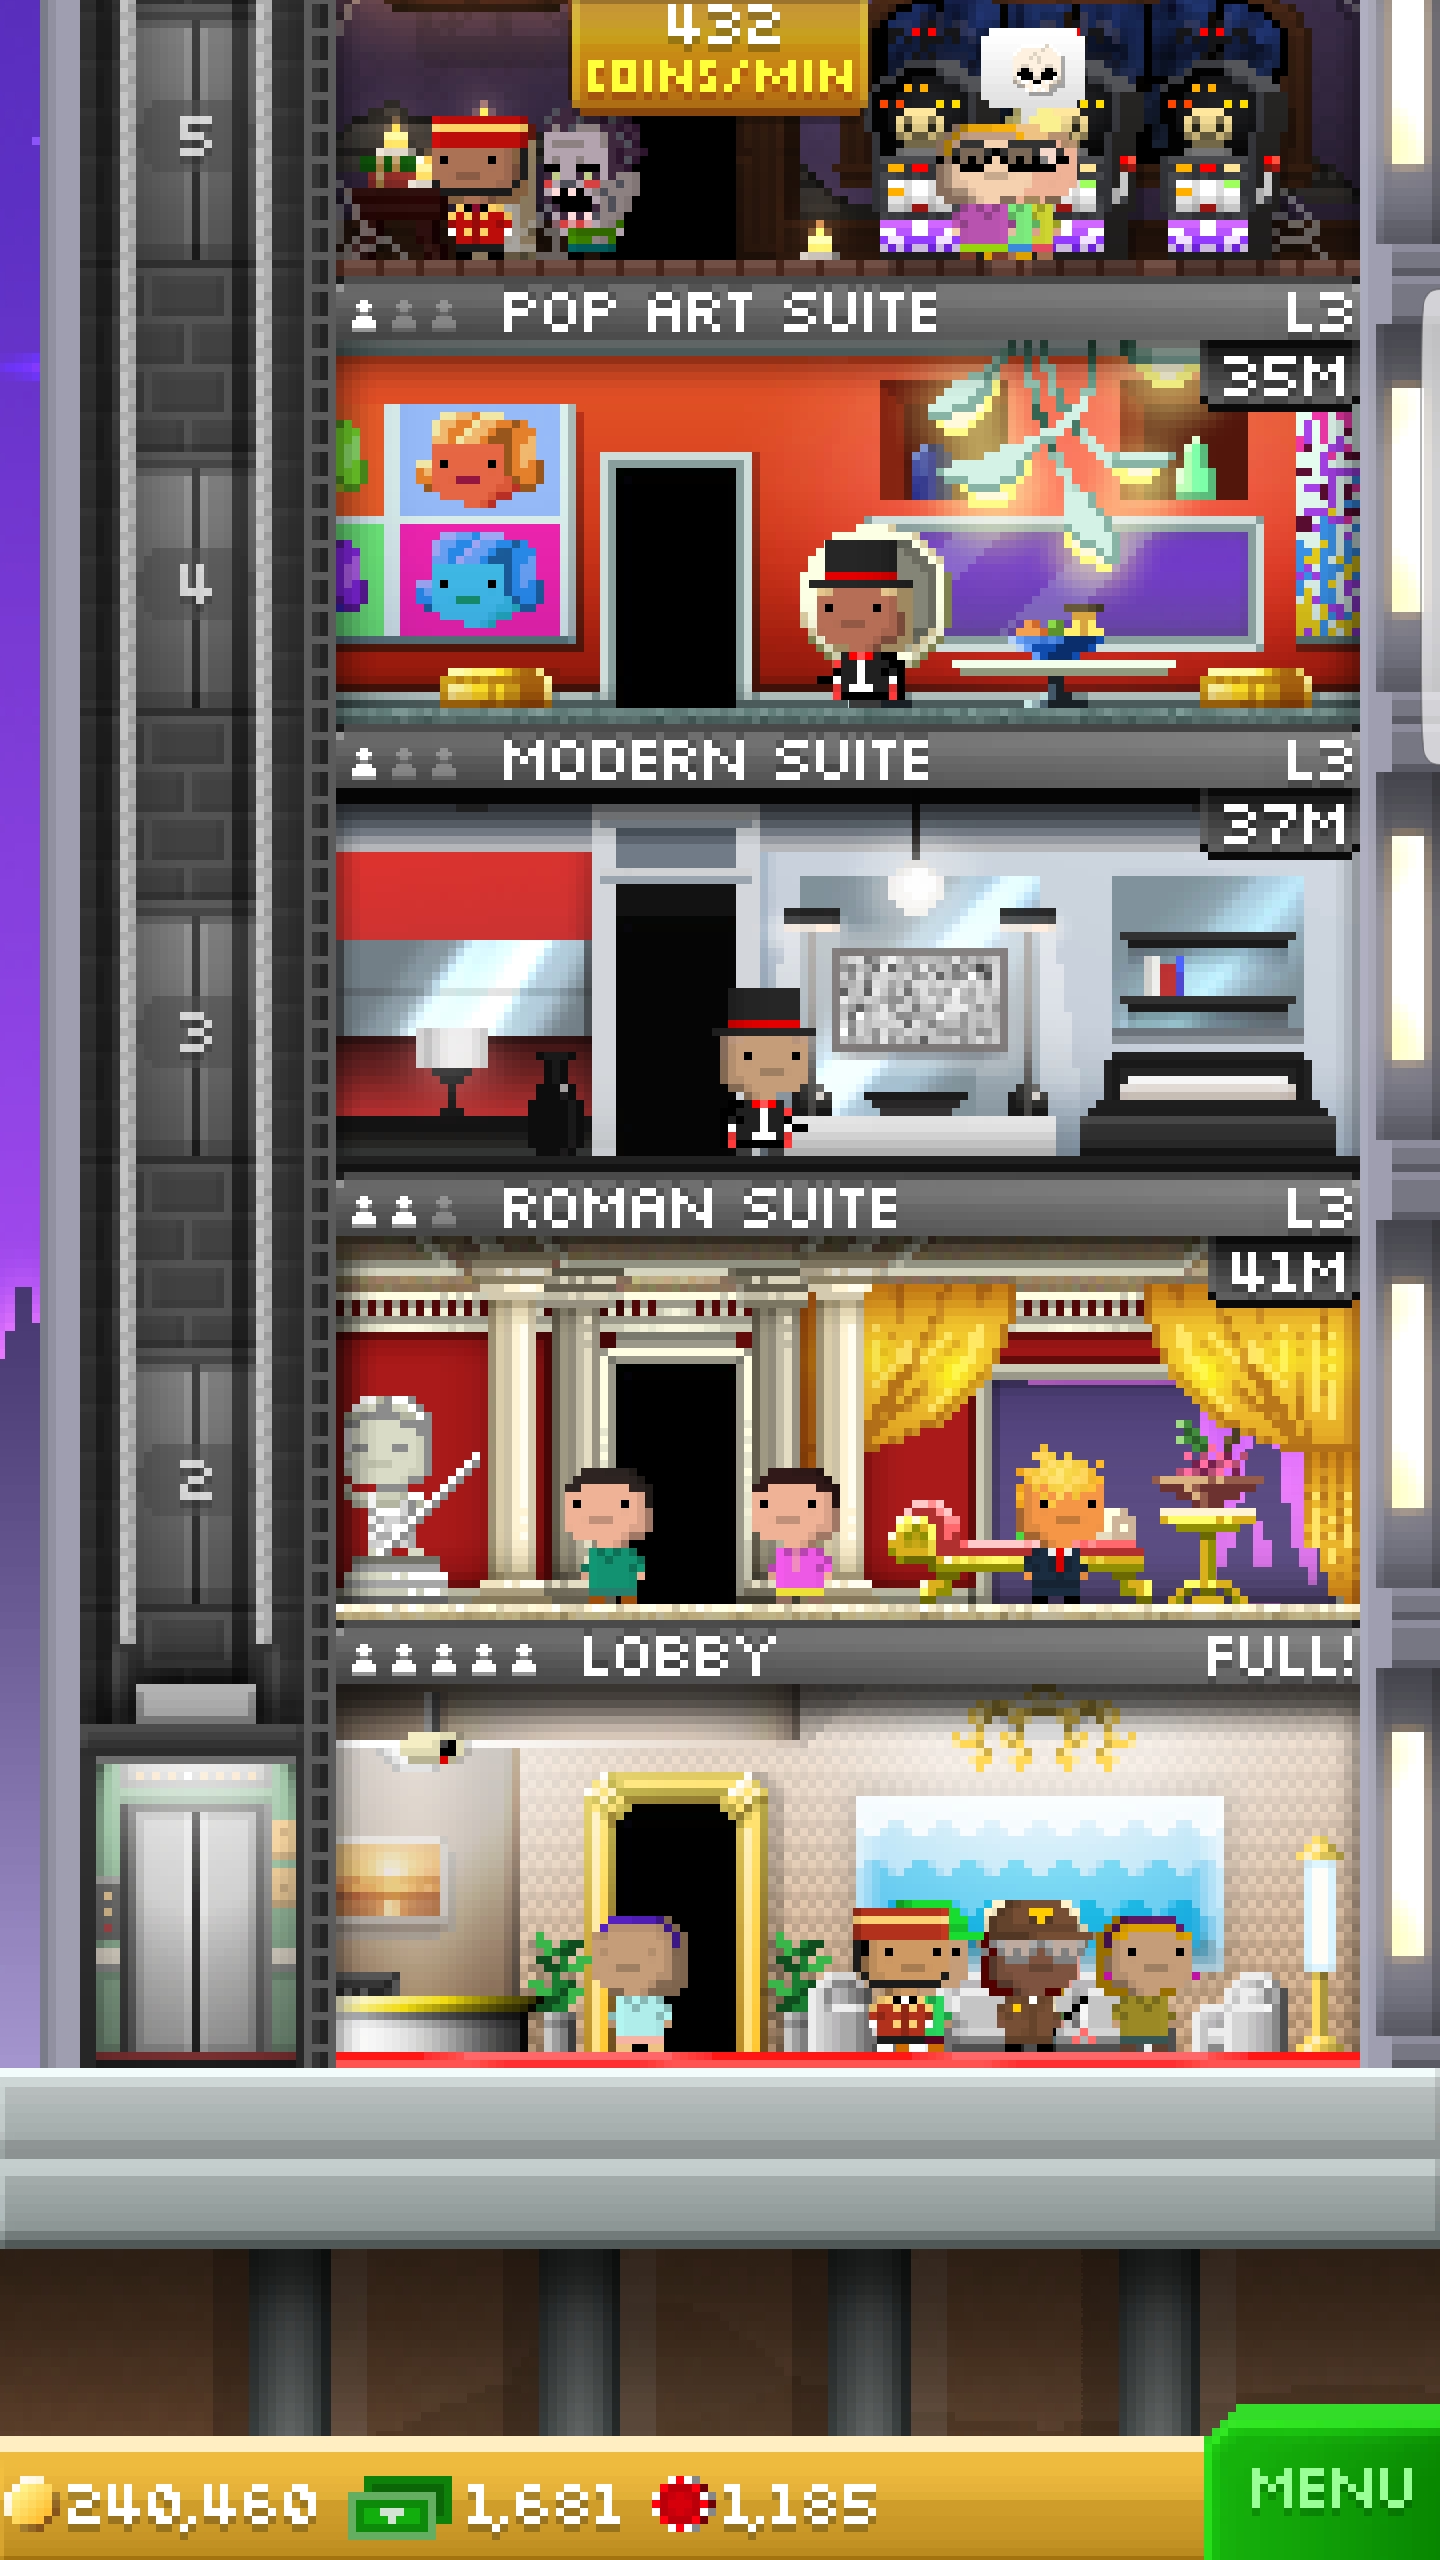 432
COINS/MIN
5
POP ART SUITE L3
35M
4
MODERN SUITE L3
37M
3
ROMAN SUITE L3
41M
2
LOBBY FULL!
240,460 1,681 1,185 MENU